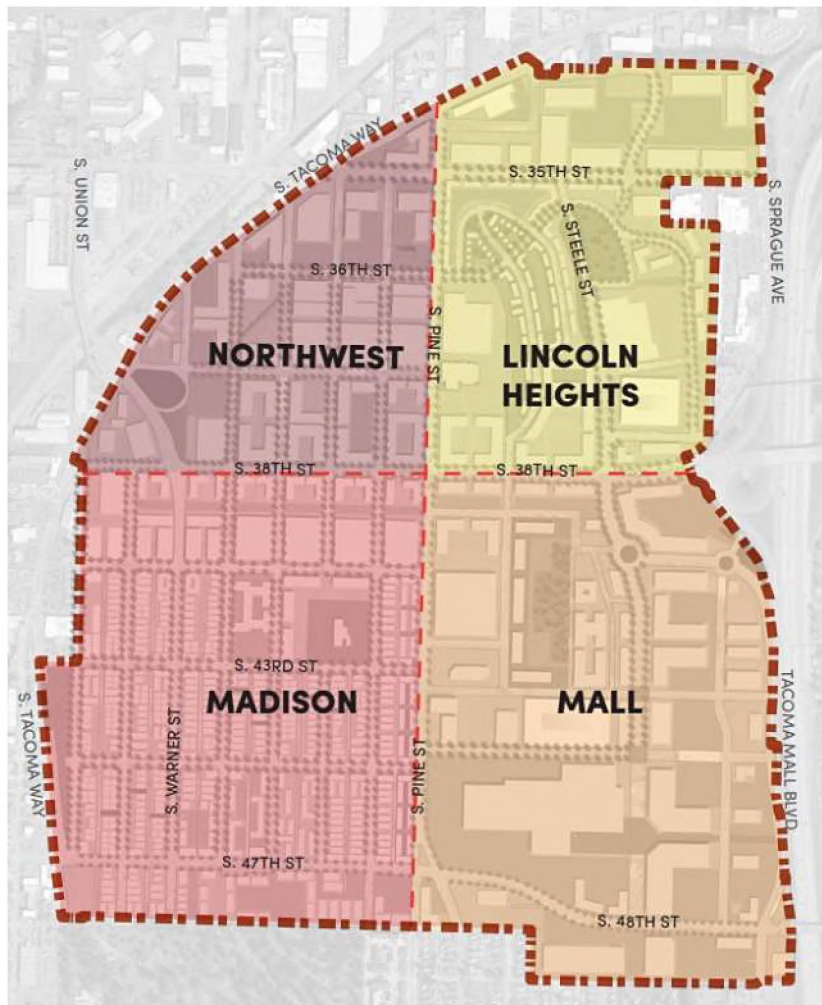 S. TACOMA WAY
S. UNION ST
S. 35TH ST
S. SPRAGUE AVE
S. STEELE ST
S. 36TH ST
S. PINE ST
NORTHWEST
LINCOLN
HEIGHTS
S. 38TH ST
S. 38TH ST
S. 43RD ST
MADISON
MALL
S. TACOMA WAY
S. WARNER ST
S. PINE ST
TACOMA MALL BLVD
S. 47TH ST
S. 48TH ST